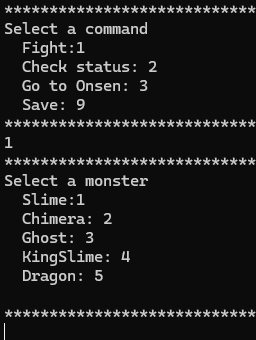 ****************************
Select a command
  Fight:1
  Check status: 2
  Go to Onsen: 3
  Save: 9
****************************
1
****************************
Select a monster
  Slime:1
  Chimera: 2
  Ghost: 3
  KingSlime: 4
  Dragon: 5

****************************